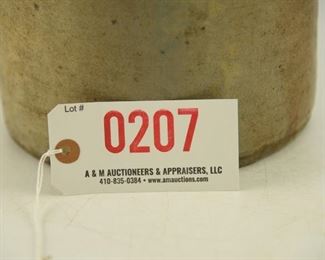 Lot #
0207
A & M AUCTIONEERS & APPRAISERS, LLC
410-835-0384 • www.amauctions.com